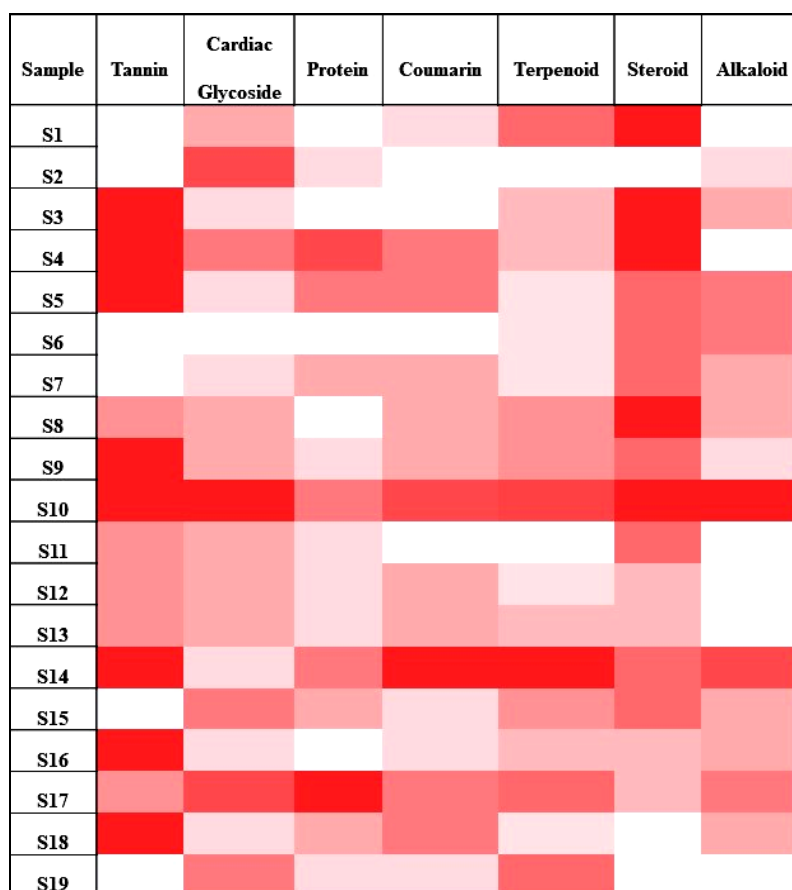 Sample Tannin Cardiac Glycoside Protein Coumarin Terpenoid Steroid Alkaloid
S1
S2
S3
S4
S5
S6
S7
S8
S9
S10
S11
S12
S13
S14
S15
S16
S17
S18
S19